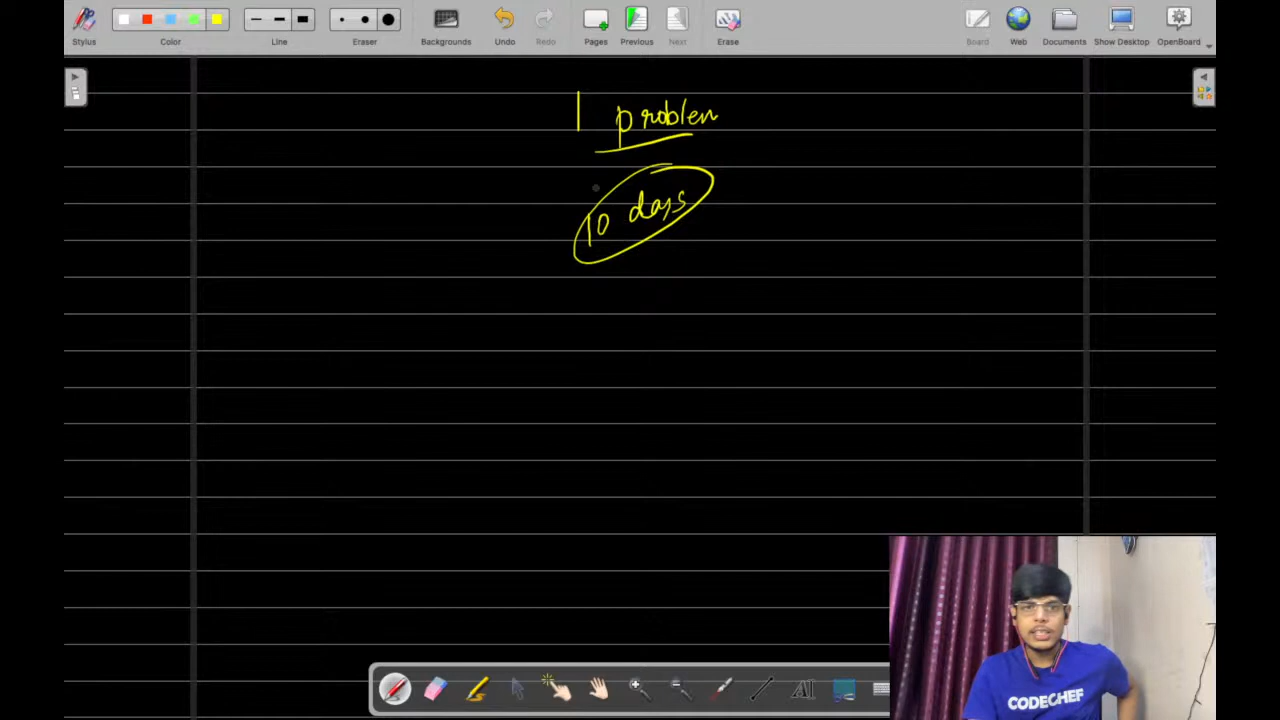 Stylus Color Line Eraser Backgrounds Undo Redo Pages Previous Next Erase Board Web Documents Show Desktop OpenBoard
1 problem
10 days
AI
CODECHEF